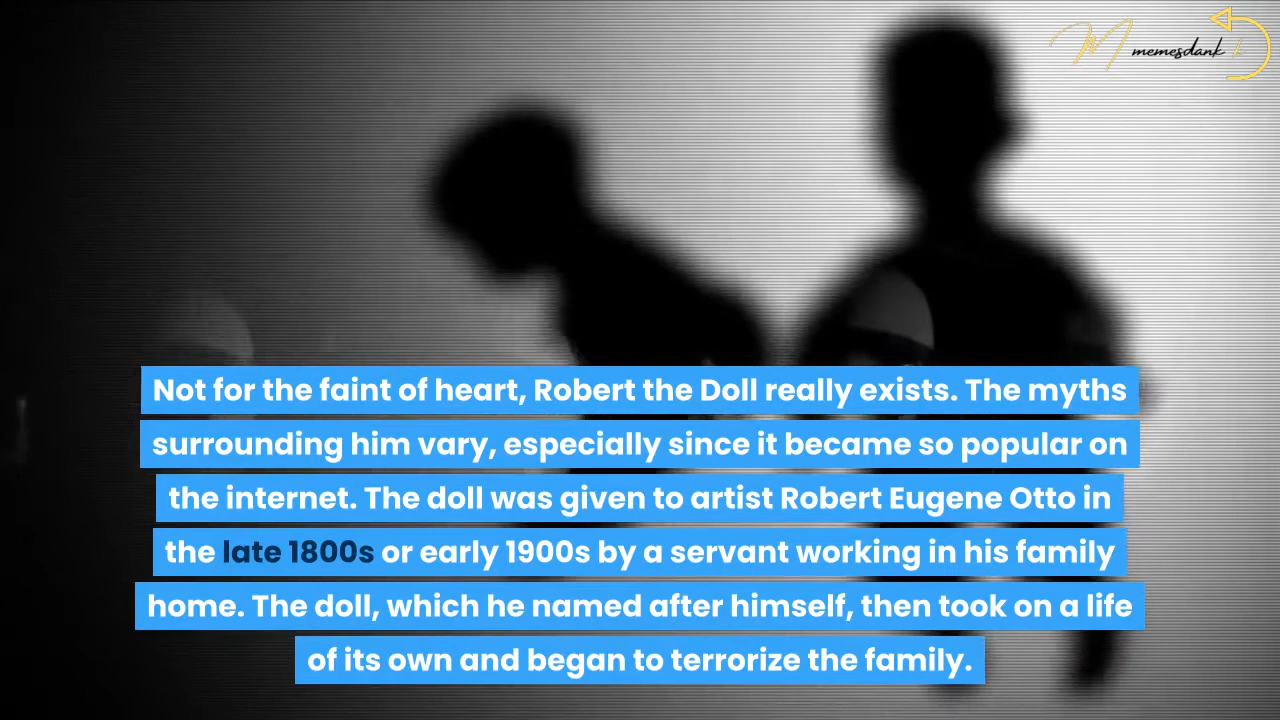 M memesdank
Not for the faint of heart, Robert the Doll really exists. The myths
surrounding him vary, especially since it became so popular on
the internet. The doll was given to artist Robert Eugene Otto in
the late 1800s or early 1900s by a servant working in his family
home. The doll, which he named after himself, then took on a life
of its own and began to terrorize the family.